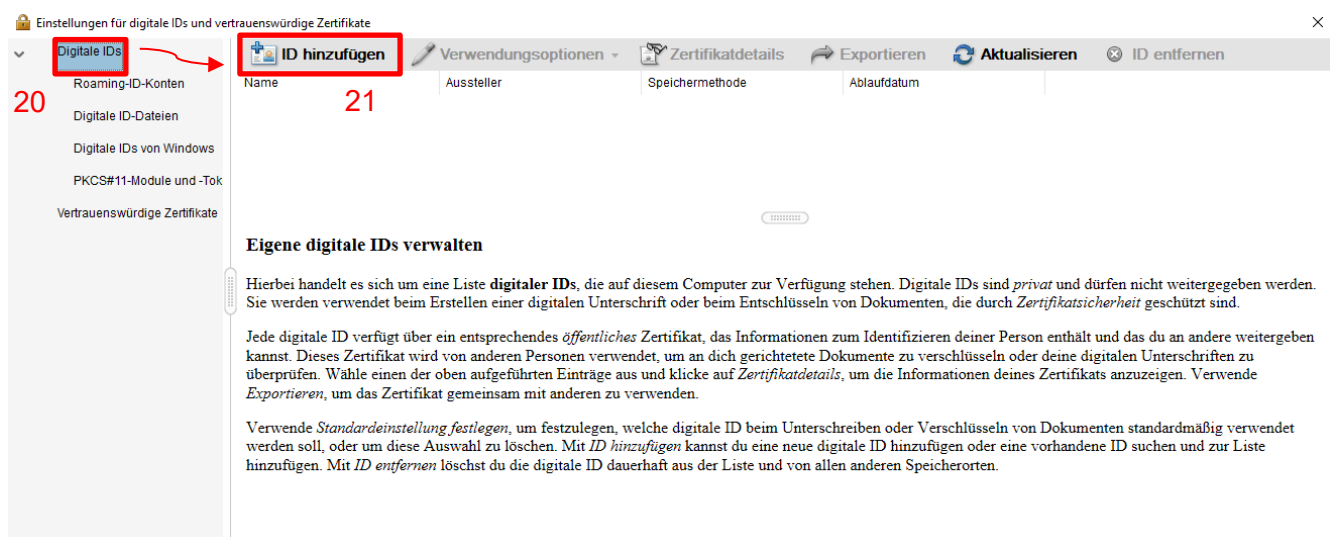 Einstellungen für digitale IDs und vertrauenswürdige Zertifikate
Digitale IDs
ID hinzufügen
Verwendungsoptionen
Zertifikatdetails
Exportieren
Aktualisieren
ID entfernen
20
Roaming-ID-Konten
Digitale ID-Dateien
Digitale IDs von Windows
PKCS#11-Module und -Tok
Vertrauenswürdige Zertifikate
Name
Aussteller
Speichermethode
Ablaufdatum
21
Eigene digitale IDs verwalten
Hierbei handelt es sich um eine Liste digitaler IDs, die auf diesem Computer zur Verfügung stehen. Digitale IDs sind privat und dürfen nicht weitergegeben werden.
Sie werden verwendet beim Erstellen einer digitalen Unterschrift oder beim Entschlüsseln von Dokumenten, die durch Zertifikatsicherheit geschützt sind.
Jede digitale ID verfügt über ein entsprechendes öffentliches Zertifikat, das Informationen zum Identifizieren deiner Person enthält und das du an andere weitergeben
kannst. Dieses Zertifikat wird von anderen Personen verwendet, um an dich gerichtetete Dokumente zu verschlüsseln oder deine digitalen Unterschriften zu
überprüfen. Wähle einen der oben aufgeführten Einträge aus und klicke auf Zertifikatdetails, um die Informationen deines Zertifikats anzuzeigen. Verwende
Exportieren, um das Zertifikat gemeinsam mit anderen zu verwenden.
Verwende Standardeinstellung festlegen, um festzulegen, welche digitale ID beim Unterschreiben oder Verschlüsseln von Dokumenten standardmäßig verwendet
werden soll, oder um diese Auswahl zu löschen. Mit ID hinzufügen kannst du eine neue digitale ID hinzufügen oder eine vorhandene ID suchen und zur Liste
hinzufügen. Mit ID entfernen löschst du die digitale ID dauerhaft aus der Liste und von allen anderen Speicherorten.